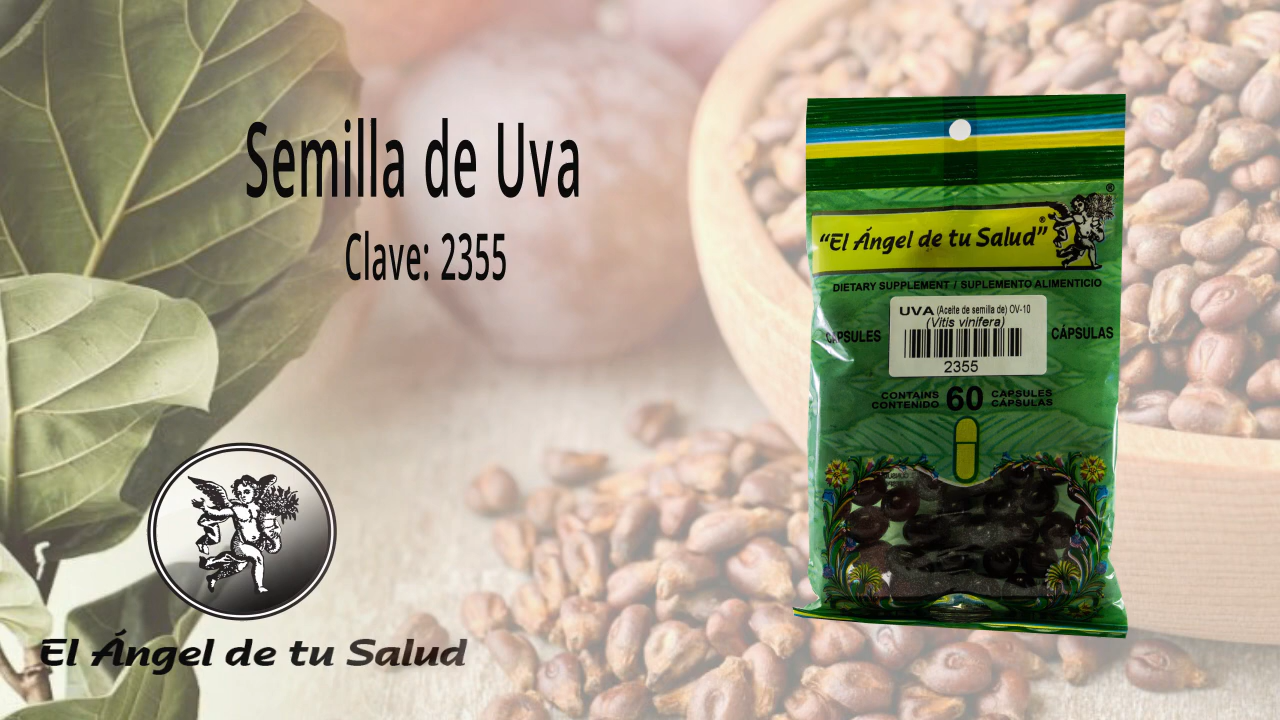 Semilla de Uva
Clave: 2355
El Ángel de tu Salud
®
"El Ángel de tu Salud"®
DIETARY SUPPLEMENT / SUPLEMENTO ALIMENTICIO
UVA (Aceite de semilla de) OV-10
(Vitis vinifera)
CAPSULES CÁPSULAS
2355
CONTAINS 60 CAPSULES
CONTENIDO CÁPSULAS